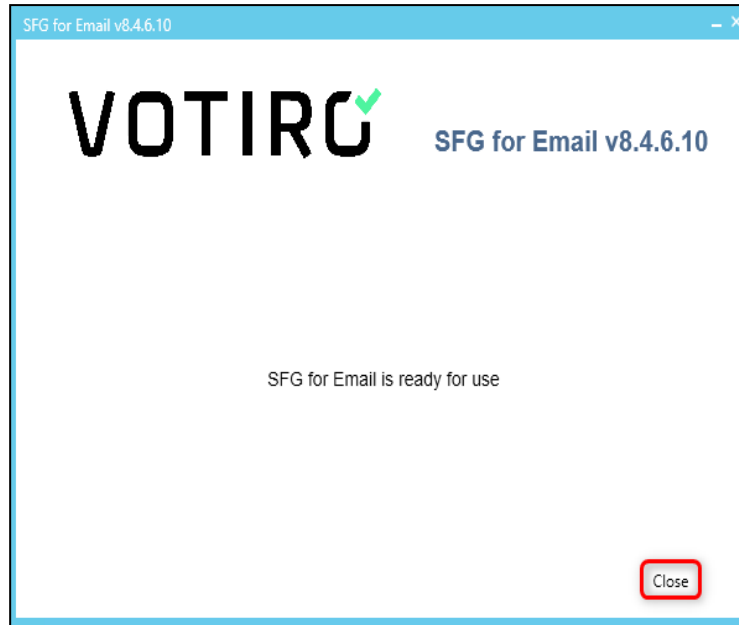 SFG for Email v8.4.6.10
VOTIRO
SFG for Email v8.4.6.10
SFG for Email is ready for use
Close